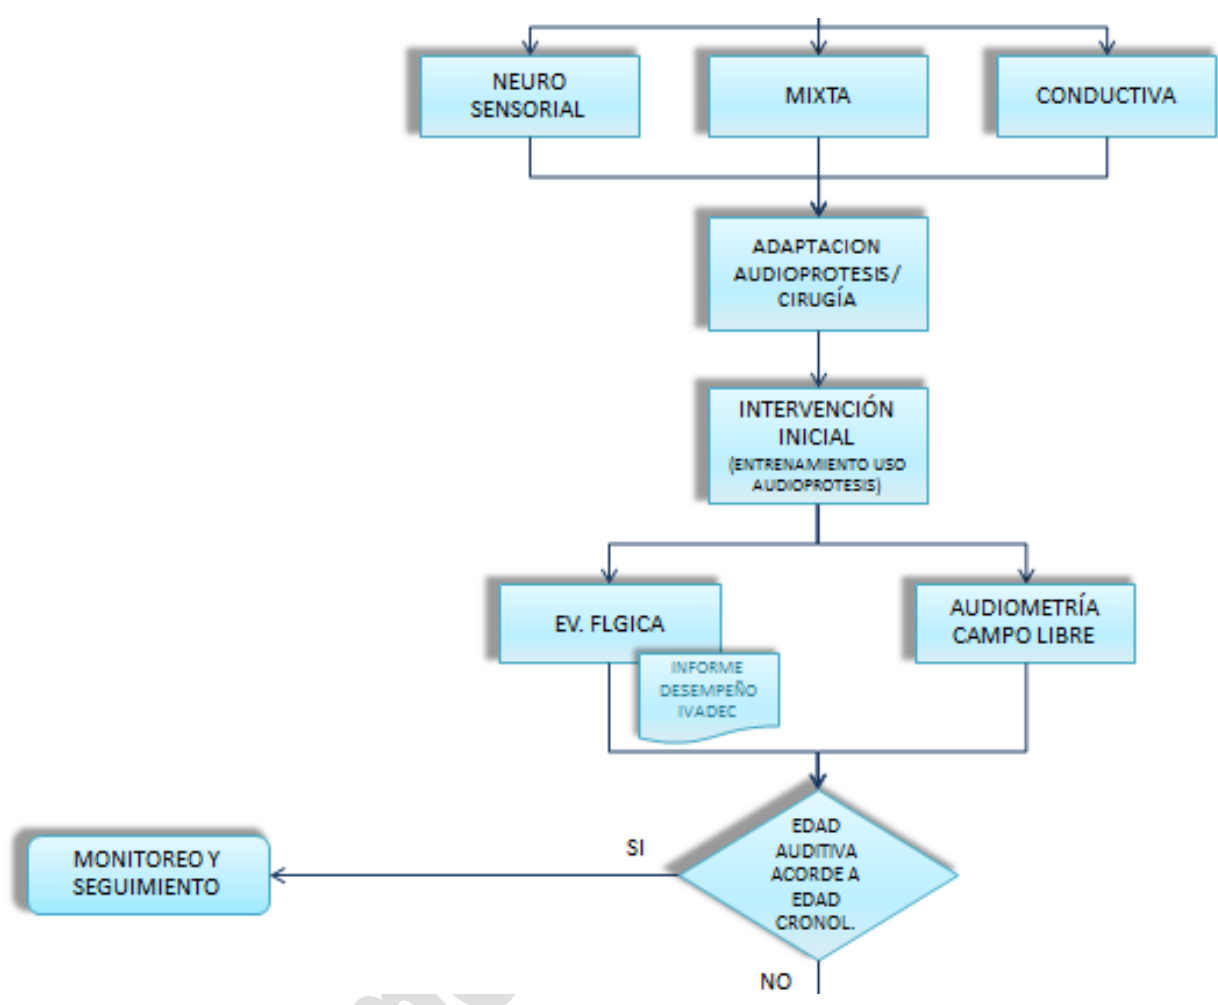 NEURO
SENSORIAL
MIXTA
CONDUCTIVA
ADAPTACION
AUDIOPROTESIS/
CIRUGÍA
INTERVENCIÓN
INICIAL
(ENTRENAMIENTO USO
AUDIOPROTESIS)
EV. FLGICA
INFORME
DESEMPEÑO
IVADEC
AUDIOMETRÍA
CAMPO LIBRE
EDAD
AUDITIVA
ACORDE A
EDAD
CRONOL.
SI
MONITOREO Y
SEGUIMIENTO
NO